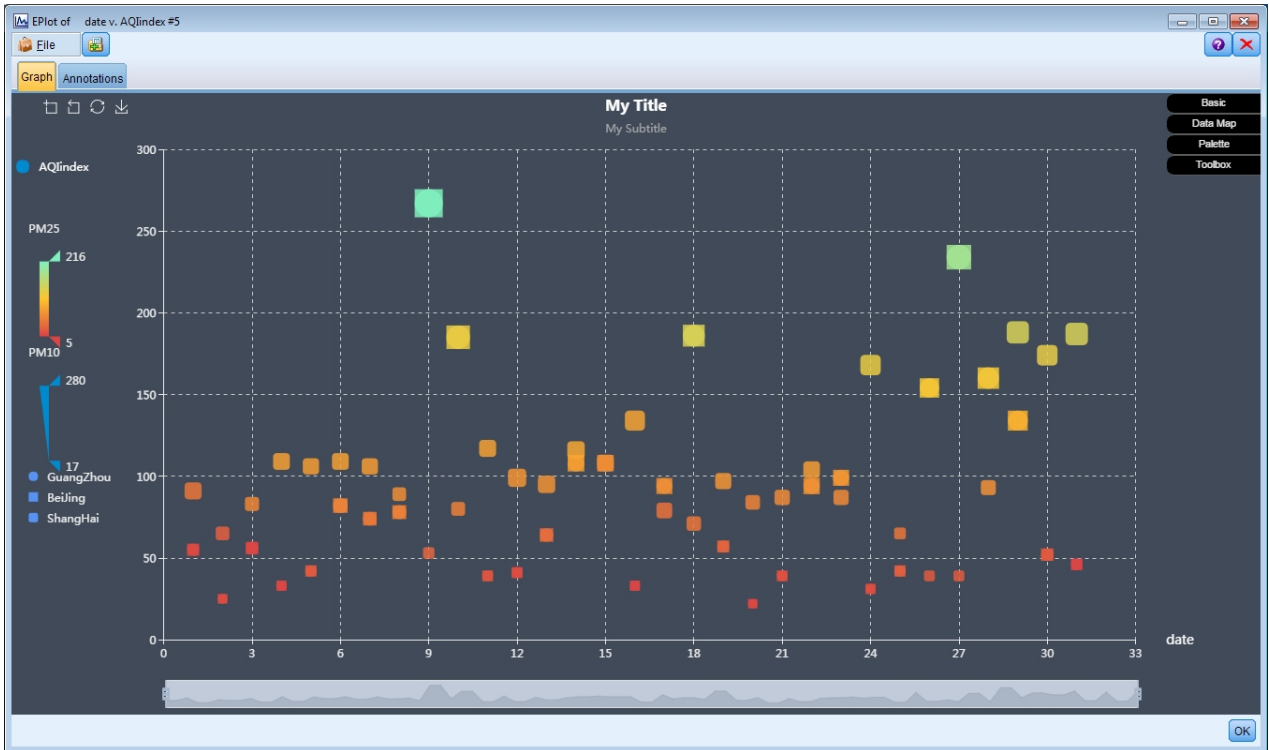 EPlot of date v. AQIindex #5
File
Graph Annotations
My Title
My Subtitle
Basic
Data Map
Palette
Toolbox
AQIindex
PM25
216
5
PM10
280
17
GuangZhou
BeiJing
ShangHai
300
250
200
150
100
50
0
0 3 6 9 12 15 18 21 24 27 30 33
date
OK